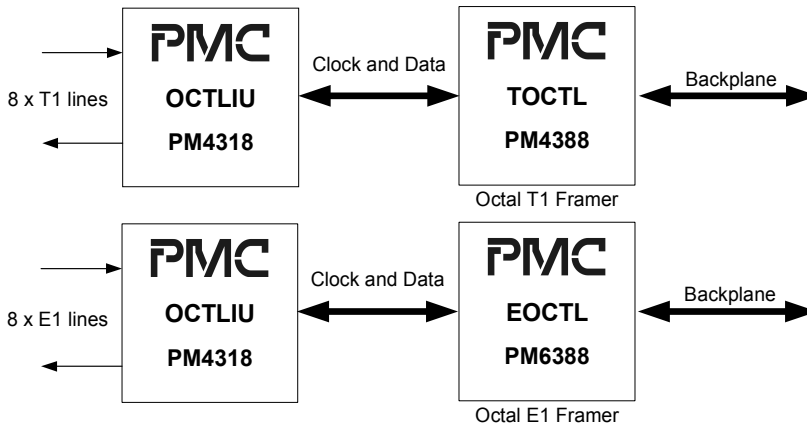 PMC
OCTLIU
PM4318
8 x T1 lines
Clock and Data
PMC
TOCTL
PM4388
Octal T1 Framer
Backplane
PMC
OCTLIU
PM4318
8 x E1 lines
Clock and Data
PMC
EOCTL
PM6388
Octal E1 Framer
Backplane